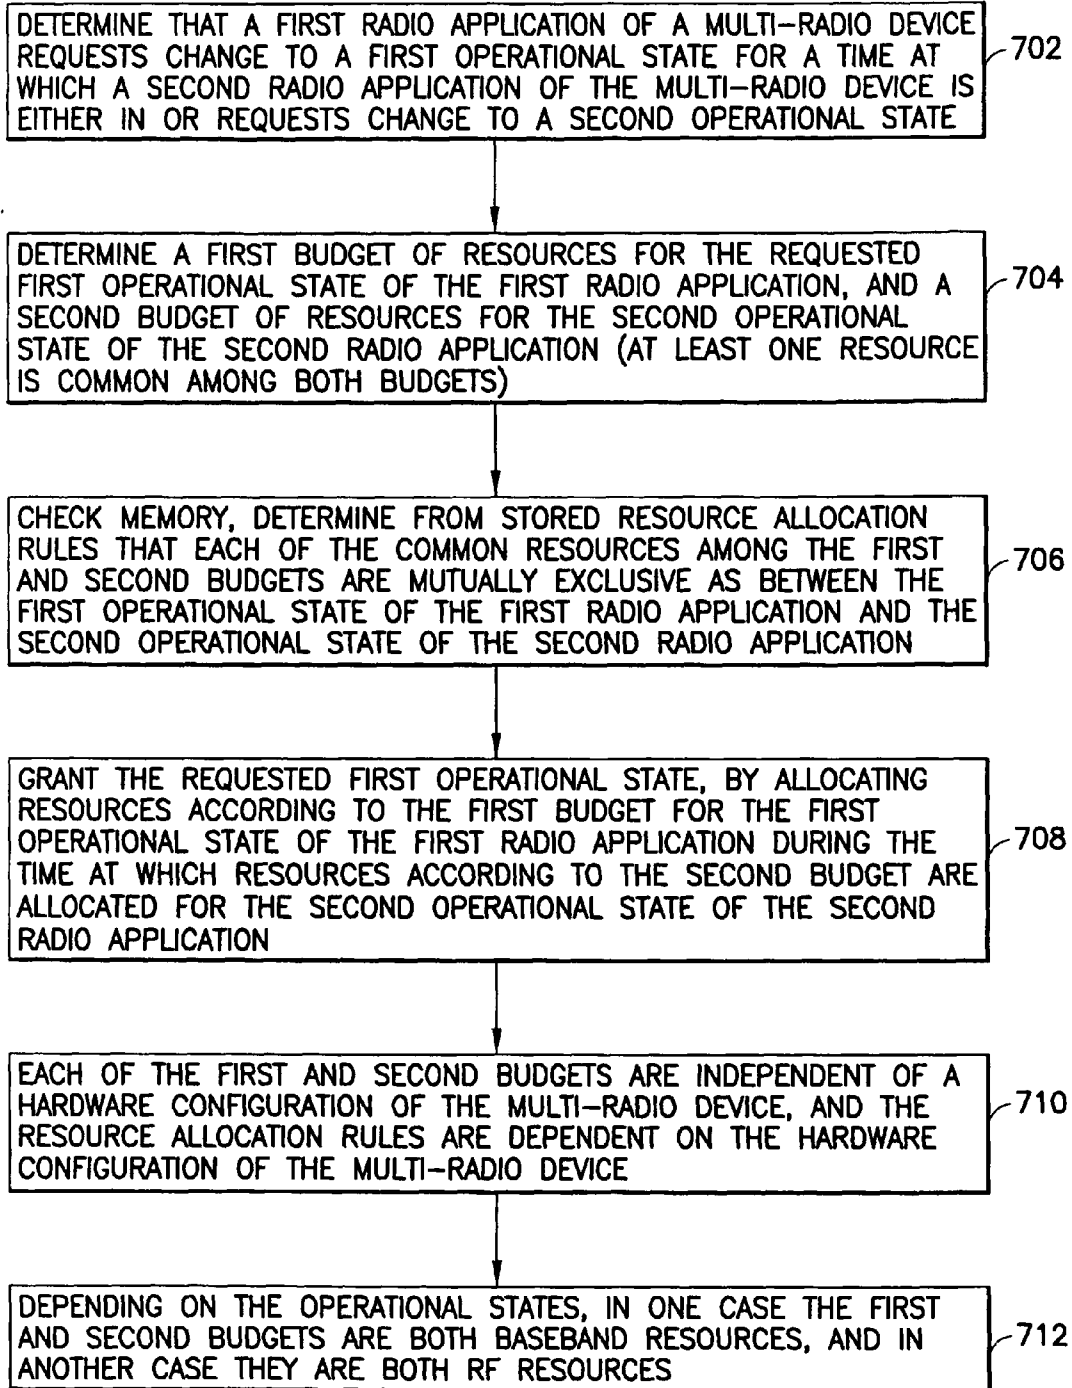 DETERMINE THAT A FIRST RADIO APPLICATION OF A MULTI-RADIO DEVICE
REQUESTS CHANGE TO A FIRST OPERATIONAL STATE FOR A TIME AT
WHICH A SECOND RADIO APPLICATION OF THE MULTI-RADIO DEVICE IS
EITHER IN OR REQUESTS CHANGE TO A SECOND OPERATIONAL STATE
702
DETERMINE A FIRST BUDGET OF RESOURCES FOR THE REQUESTED
FIRST OPERATIONAL STATE OF THE FIRST RADIO APPLICATION, AND A
SECOND BUDGET OF RESOURCES FOR THE SECOND OPERATIONAL
STATE OF THE SECOND RADIO APPLICATION (AT LEAST ONE RESOURCE
IS COMMON AMONG BOTH BUDGETS)
704
CHECK MEMORY, DETERMINE FROM STORED RESOURCE ALLOCATION
RULES THAT EACH OF THE COMMON RESOURCES AMONG THE FIRST
AND SECOND BUDGETS ARE MUTUALLY EXCLUSIVE AS BETWEEN THE
FIRST OPERATIONAL STATE OF THE FIRST RADIO APPLICATION AND THE
SECOND OPERATIONAL STATE OF THE SECOND RADIO APPLICATION
706
GRANT THE REQUESTED FIRST OPERATIONAL STATE, BY ALLOCATING
RESOURCES ACCORDING TO THE FIRST BUDGET FOR THE FIRST
OPERATIONAL STATE OF THE FIRST RADIO APPLICATION DURING THE
TIME AT WHICH RESOURCES ACCORDING TO THE SECOND BUDGET ARE
ALLOCATED FOR THE SECOND OPERATIONAL STATE OF THE SECOND
RADIO APPLICATION
708
EACH OF THE FIRST AND SECOND BUDGETS ARE INDEPENDENT OF A
HARDWARE CONFIGURATION OF THE MULTI-RADIO DEVICE, AND THE
RESOURCE ALLOCATION RULES ARE DEPENDENT ON THE HARDWARE
CONFIGURATION OF THE MULTI-RADIO DEVICE
710
DEPENDING ON THE OPERATIONAL STATES, IN ONE CASE THE FIRST
AND SECOND BUDGETS ARE BOTH BASEBAND RESOURCES, AND IN
ANOTHER CASE THEY ARE BOTH RF RESOURCES
712